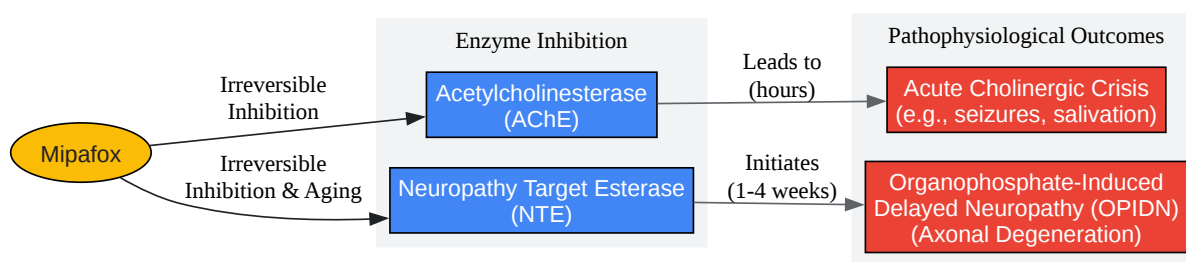 Enzyme Inhibition
Pathophysiological Outcomes
Irreversible
Inhibition
Acetylcholinesterase
(AChE)
Leads to
(hours)
Acute Cholinergic Crisis
(e.g., seizures, salivation)
Mipafox
Irreversible
Inhibition & Aging
Neuropathy Target Esterase
(NTE)
Initiates
(1-4 weeks)
Organophosphate-Induced
Delayed Neuropathy (OPIDN)
(Axonal Degeneration)